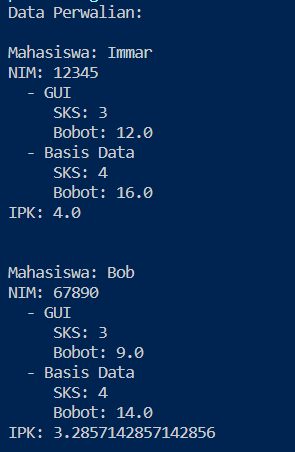 Data Perwalian:
Mahasiswa: Immar
NIM: 12345
- GUI
SKS: 3
Bobot: 12.0
- Basis Data
SKS: 4
Bobot: 16.0
IPK: 4.0
Mahasiswa: Bob
NIM: 67890
- GUI
SKS: 3
Bobot: 9.0
- Basis Data
SKS: 4
Bobot: 14.0
IPK: 3.2857142857142856